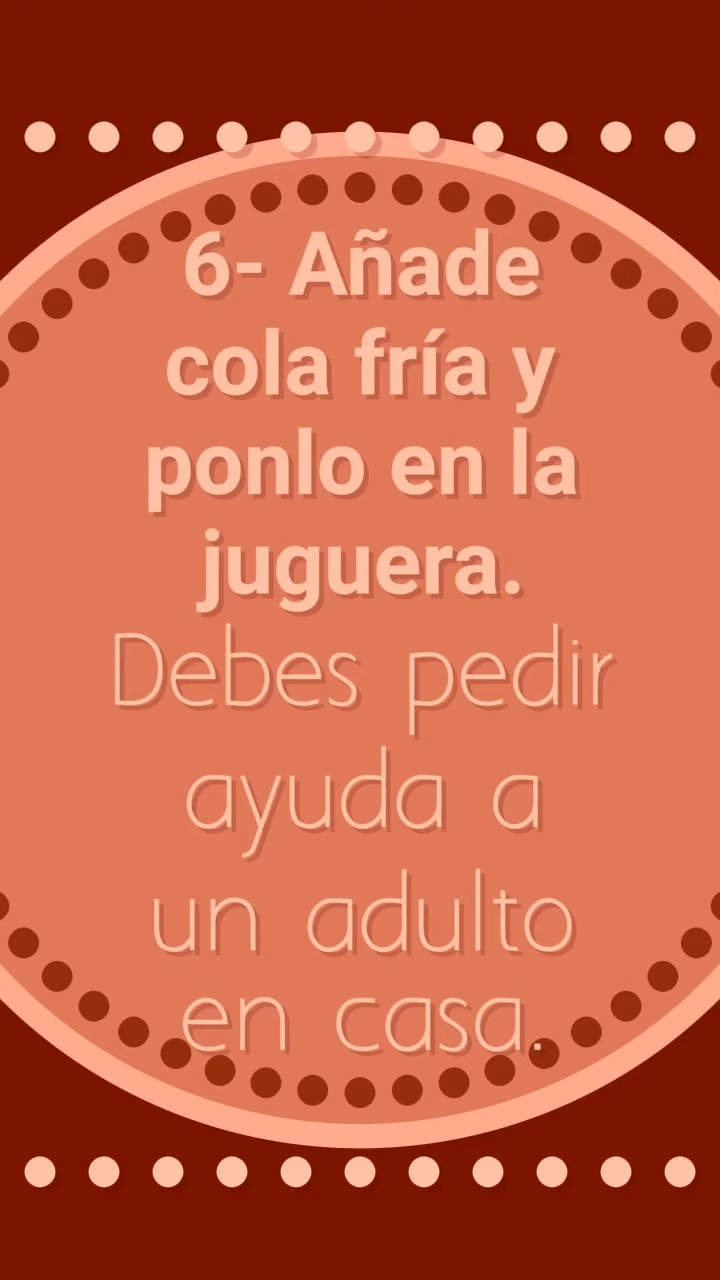 6- Añade
cola fría y
ponlo en la
juguera.
Debes pedir
ayuda a
un adulto
en casa.